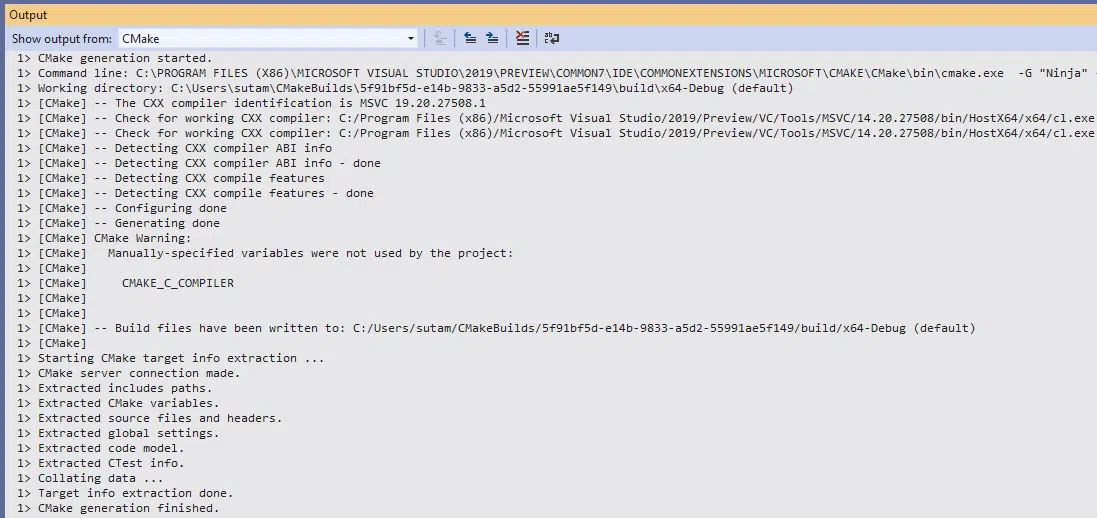 Output
Show output from: CMake
1> CMake generation started.
1> Command line: C:\PROGRAM FILES (X86)\MICROSOFT VISUAL STUDIO\2019\PREVIEW\COMMON7\IDE\COMMONEXTENSIONS\MICROSOFT\CMAKE\CMake\bin\cmake.exe  -G "Ninja"
1> Working directory: C:\Users\sutam\CMakeBuilds\5f91bf5d-e14b-9833-a5d2-55991ae5f149\build\x64-Debug (default)
1> [CMake] -- The CXX compiler identification is MSVC 19.20.27508.1
1> [CMake] -- Check for working CXX compiler: C:/Program Files (x86)/Microsoft Visual Studio/2019/Preview/VC/Tools/MSVC/14.20.27508/bin/HostX64/x64/cl.exe
1> [CMake] -- Check for working CXX compiler: C:/Program Files (x86)/Microsoft Visual Studio/2019/Preview/VC/Tools/MSVC/14.20.27508/bin/HostX64/x64/cl.exe
1> [CMake] -- Detecting CXX compiler ABI info
1> [CMake] -- Detecting CXX compiler ABI info - done
1> [CMake] -- Detecting CXX compile features
1> [CMake] -- Detecting CXX compile features - done
1> [CMake] -- Configuring done
1> [CMake] -- Generating done
1> [CMake] CMake Warning:
1> [CMake]   Manually-specified variables were not used by the project:
1> [CMake]
1> [CMake]     CMAKE_C_COMPILER
1> [CMake]
1> [CMake]
1> [CMake] -- Build files have been written to: C:/Users/sutam/CMakeBuilds/5f91bf5d-e14b-9833-a5d2-55991ae5f149/build/x64-Debug (default)
1> [CMake]
1> Starting CMake target info extraction ...
1> CMake server connection made.
1> Extracted includes paths.
1> Extracted CMake variables.
1> Extracted source files and headers.
1> Extracted global settings.
1> Extracted code model.
1> Extracted CTest info.
1> Collating data ...
1> Target info extraction done.
1> CMake generation finished.